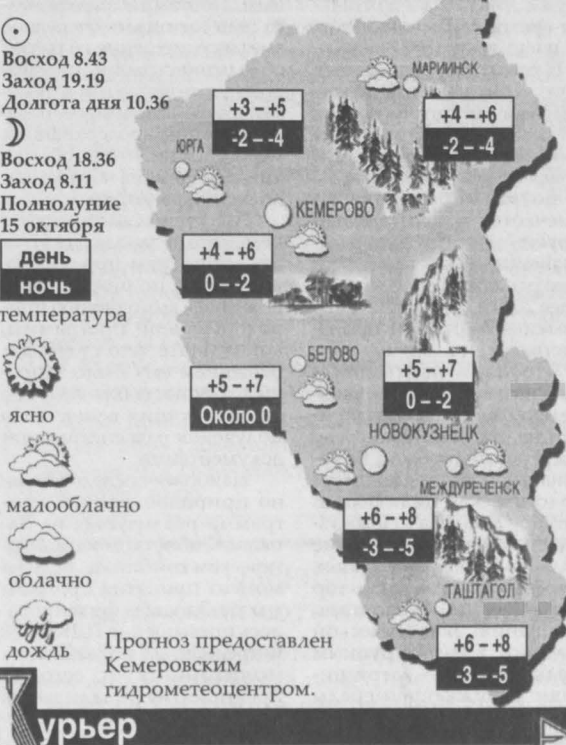 Восход 8.43
Заход 19.19
Долгота дня 10.36
Восход 18.36
Заход 8.11
Полнолуние
15 октября
день
ночь
температура
ясно
малооблачно
облачно
дождь
МАРИИНСК
+4 – +6
-2 – -4
+3 – +5
-2 – -4
ЮРГА
КЕМЕРОВО
+4 – +6
0 – -2
БЕЛОВО
+5 – +7
Около 0
+5 – +7
0 – -2
НОВОКУЗНЕЦК
МЕЖДУРЕЧЕНСК
+6 – +8
-3 – -5
ТАШТАГОЛ
+6 – +8
-3 – -5
Прогноз предоставлен
Кемеровским
гидрометеоцентром.
Курьер